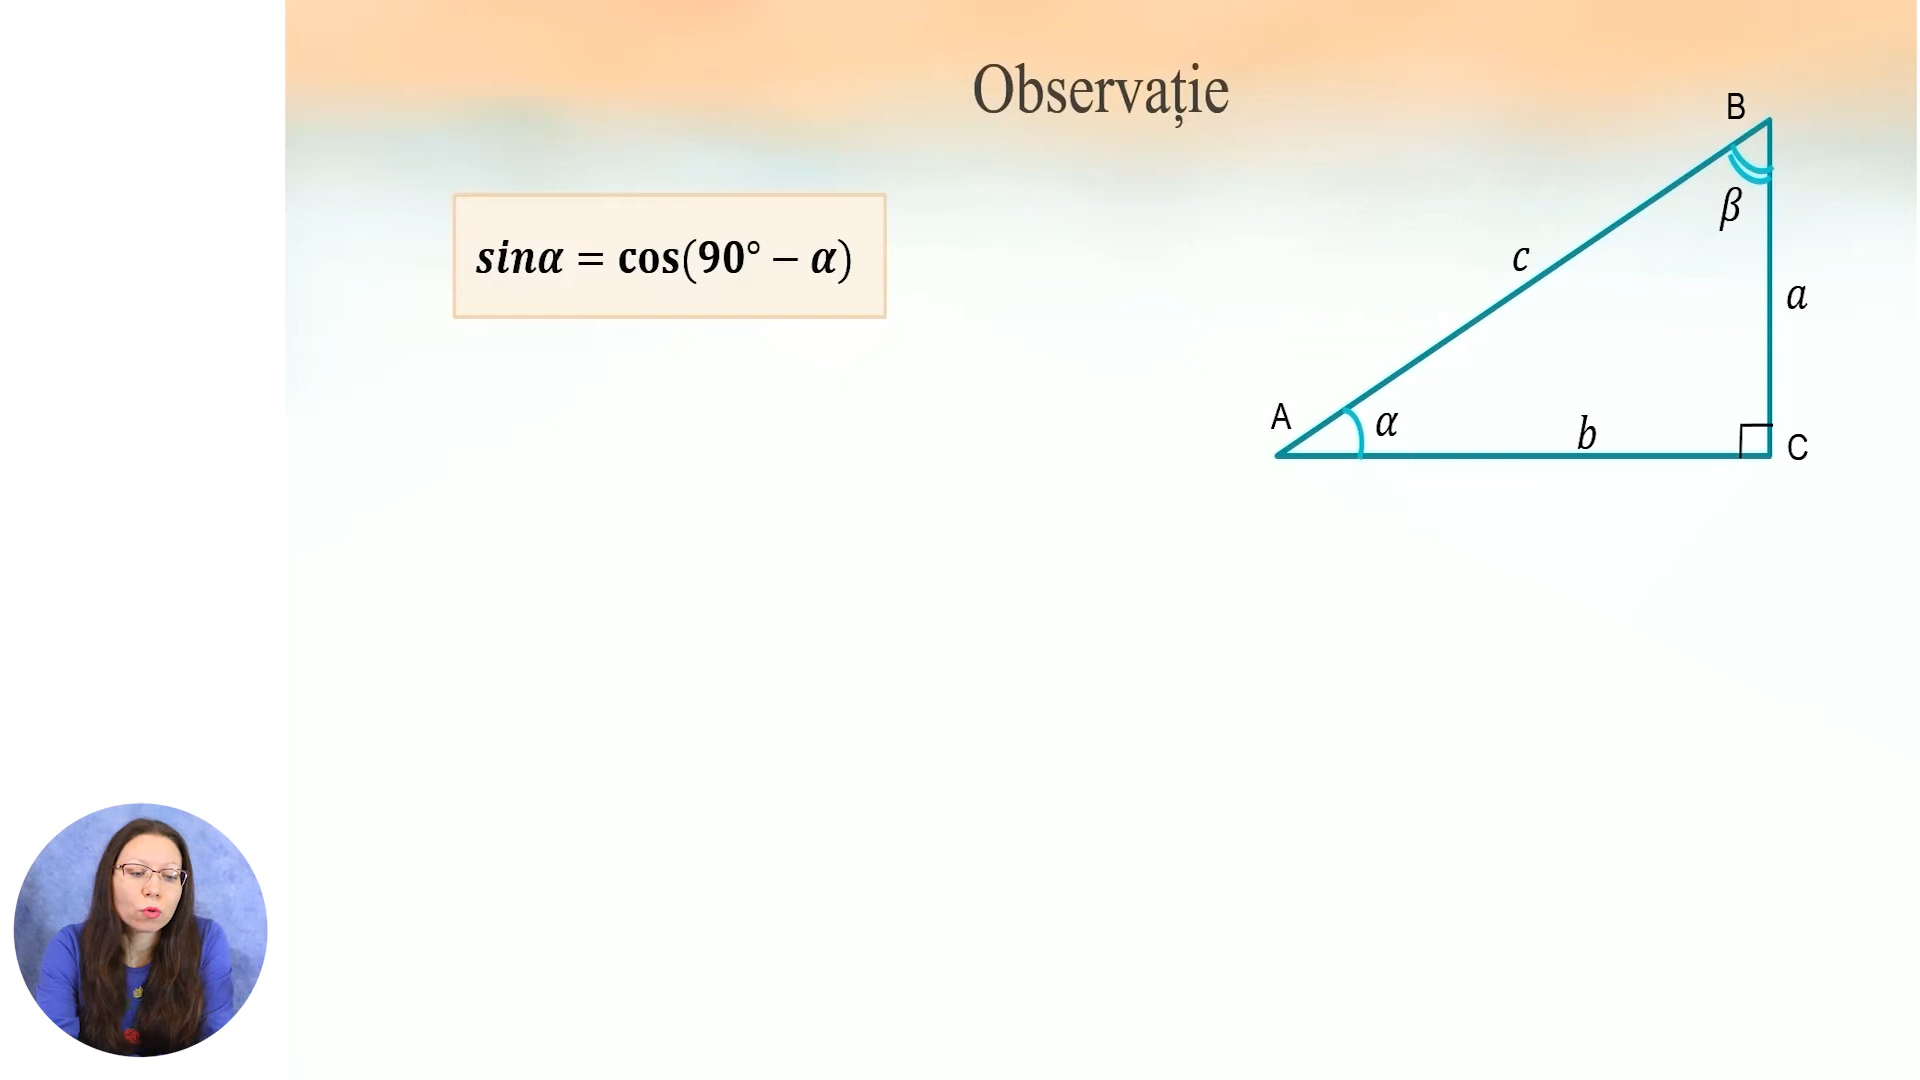 Observație
sinα = cos(90° − α)
B
β
c
a
A
α
b
C